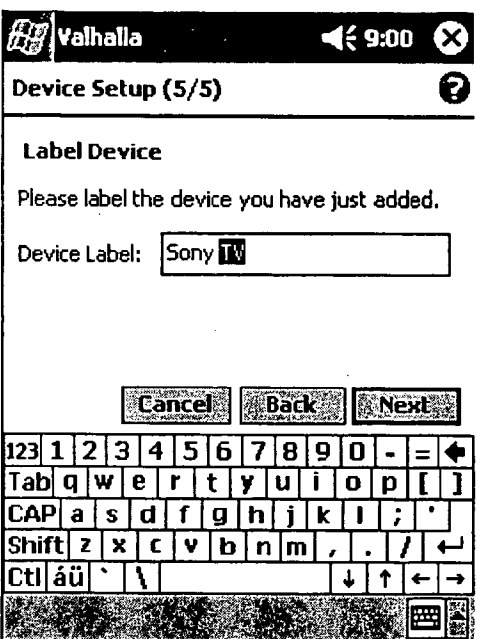 Valhalla 9:00
Device Setup (5/5) ?
Label Device
Please label the device you have just added.
Device Label: Sony TV
Cancel Back Next
123 1 2 3 4 5 6 7 8 9 0 - = ←
Tab q w e r t y u i o p [ ]
CAP a s d f g h j k l ; '
Shift z x c v b n m , . / ↵
Ctl áü ` \ ↓ ↑ ← →